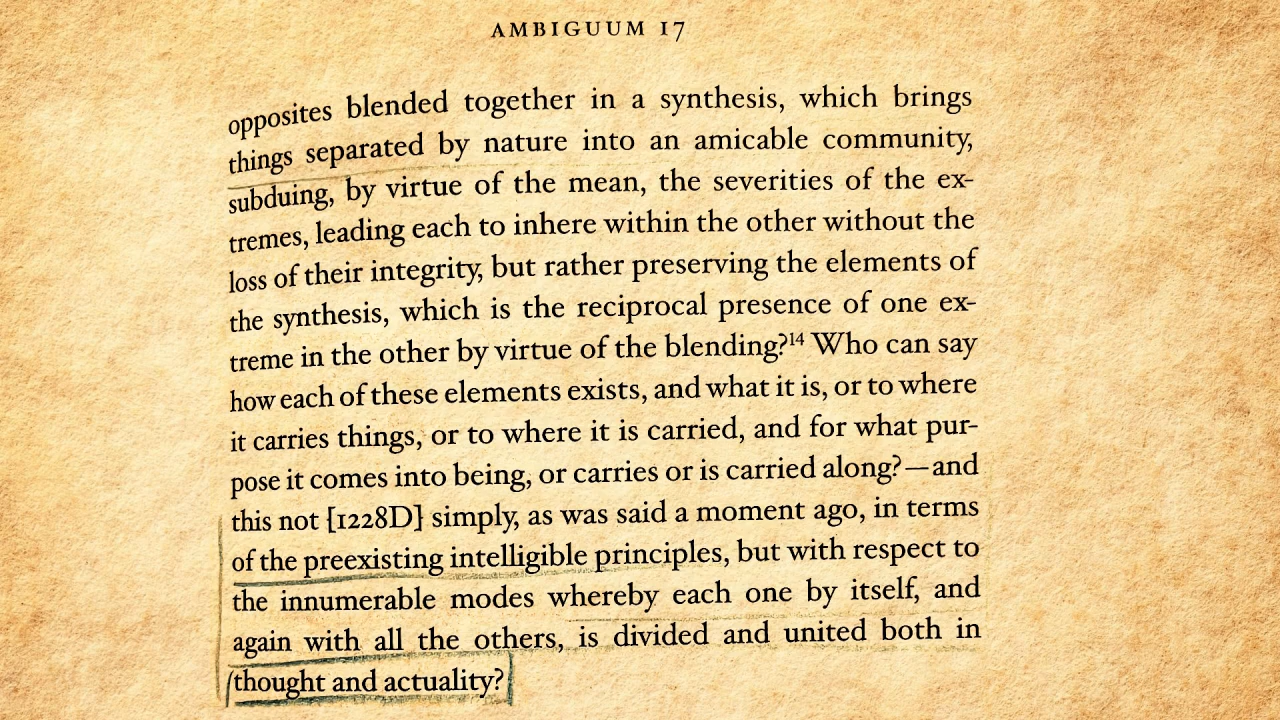 AMBIGUUM 17
opposites blended together in a synthesis, which brings
things separated by nature into an amicable community,
subduing, by virtue of the mean, the severities of the ex-
tremes, leading each to inhere within the other without the
loss of their integrity, but rather preserving the elements of
the synthesis, which is the reciprocal presence of one ex-
treme in the other by virtue of the blending?¹⁴ Who can say
how each of these elements exists, and what it is, or to where
it carries things, or to where it is carried, and for what pur-
pose it comes into being, or carries or is carried along?—and
this not [1228D] simply, as was said a moment ago, in terms
of the preexisting intelligible principles, but with respect to
the innumerable modes whereby each one by itself, and
again with all the others, is divided and united both in
thought and actuality?